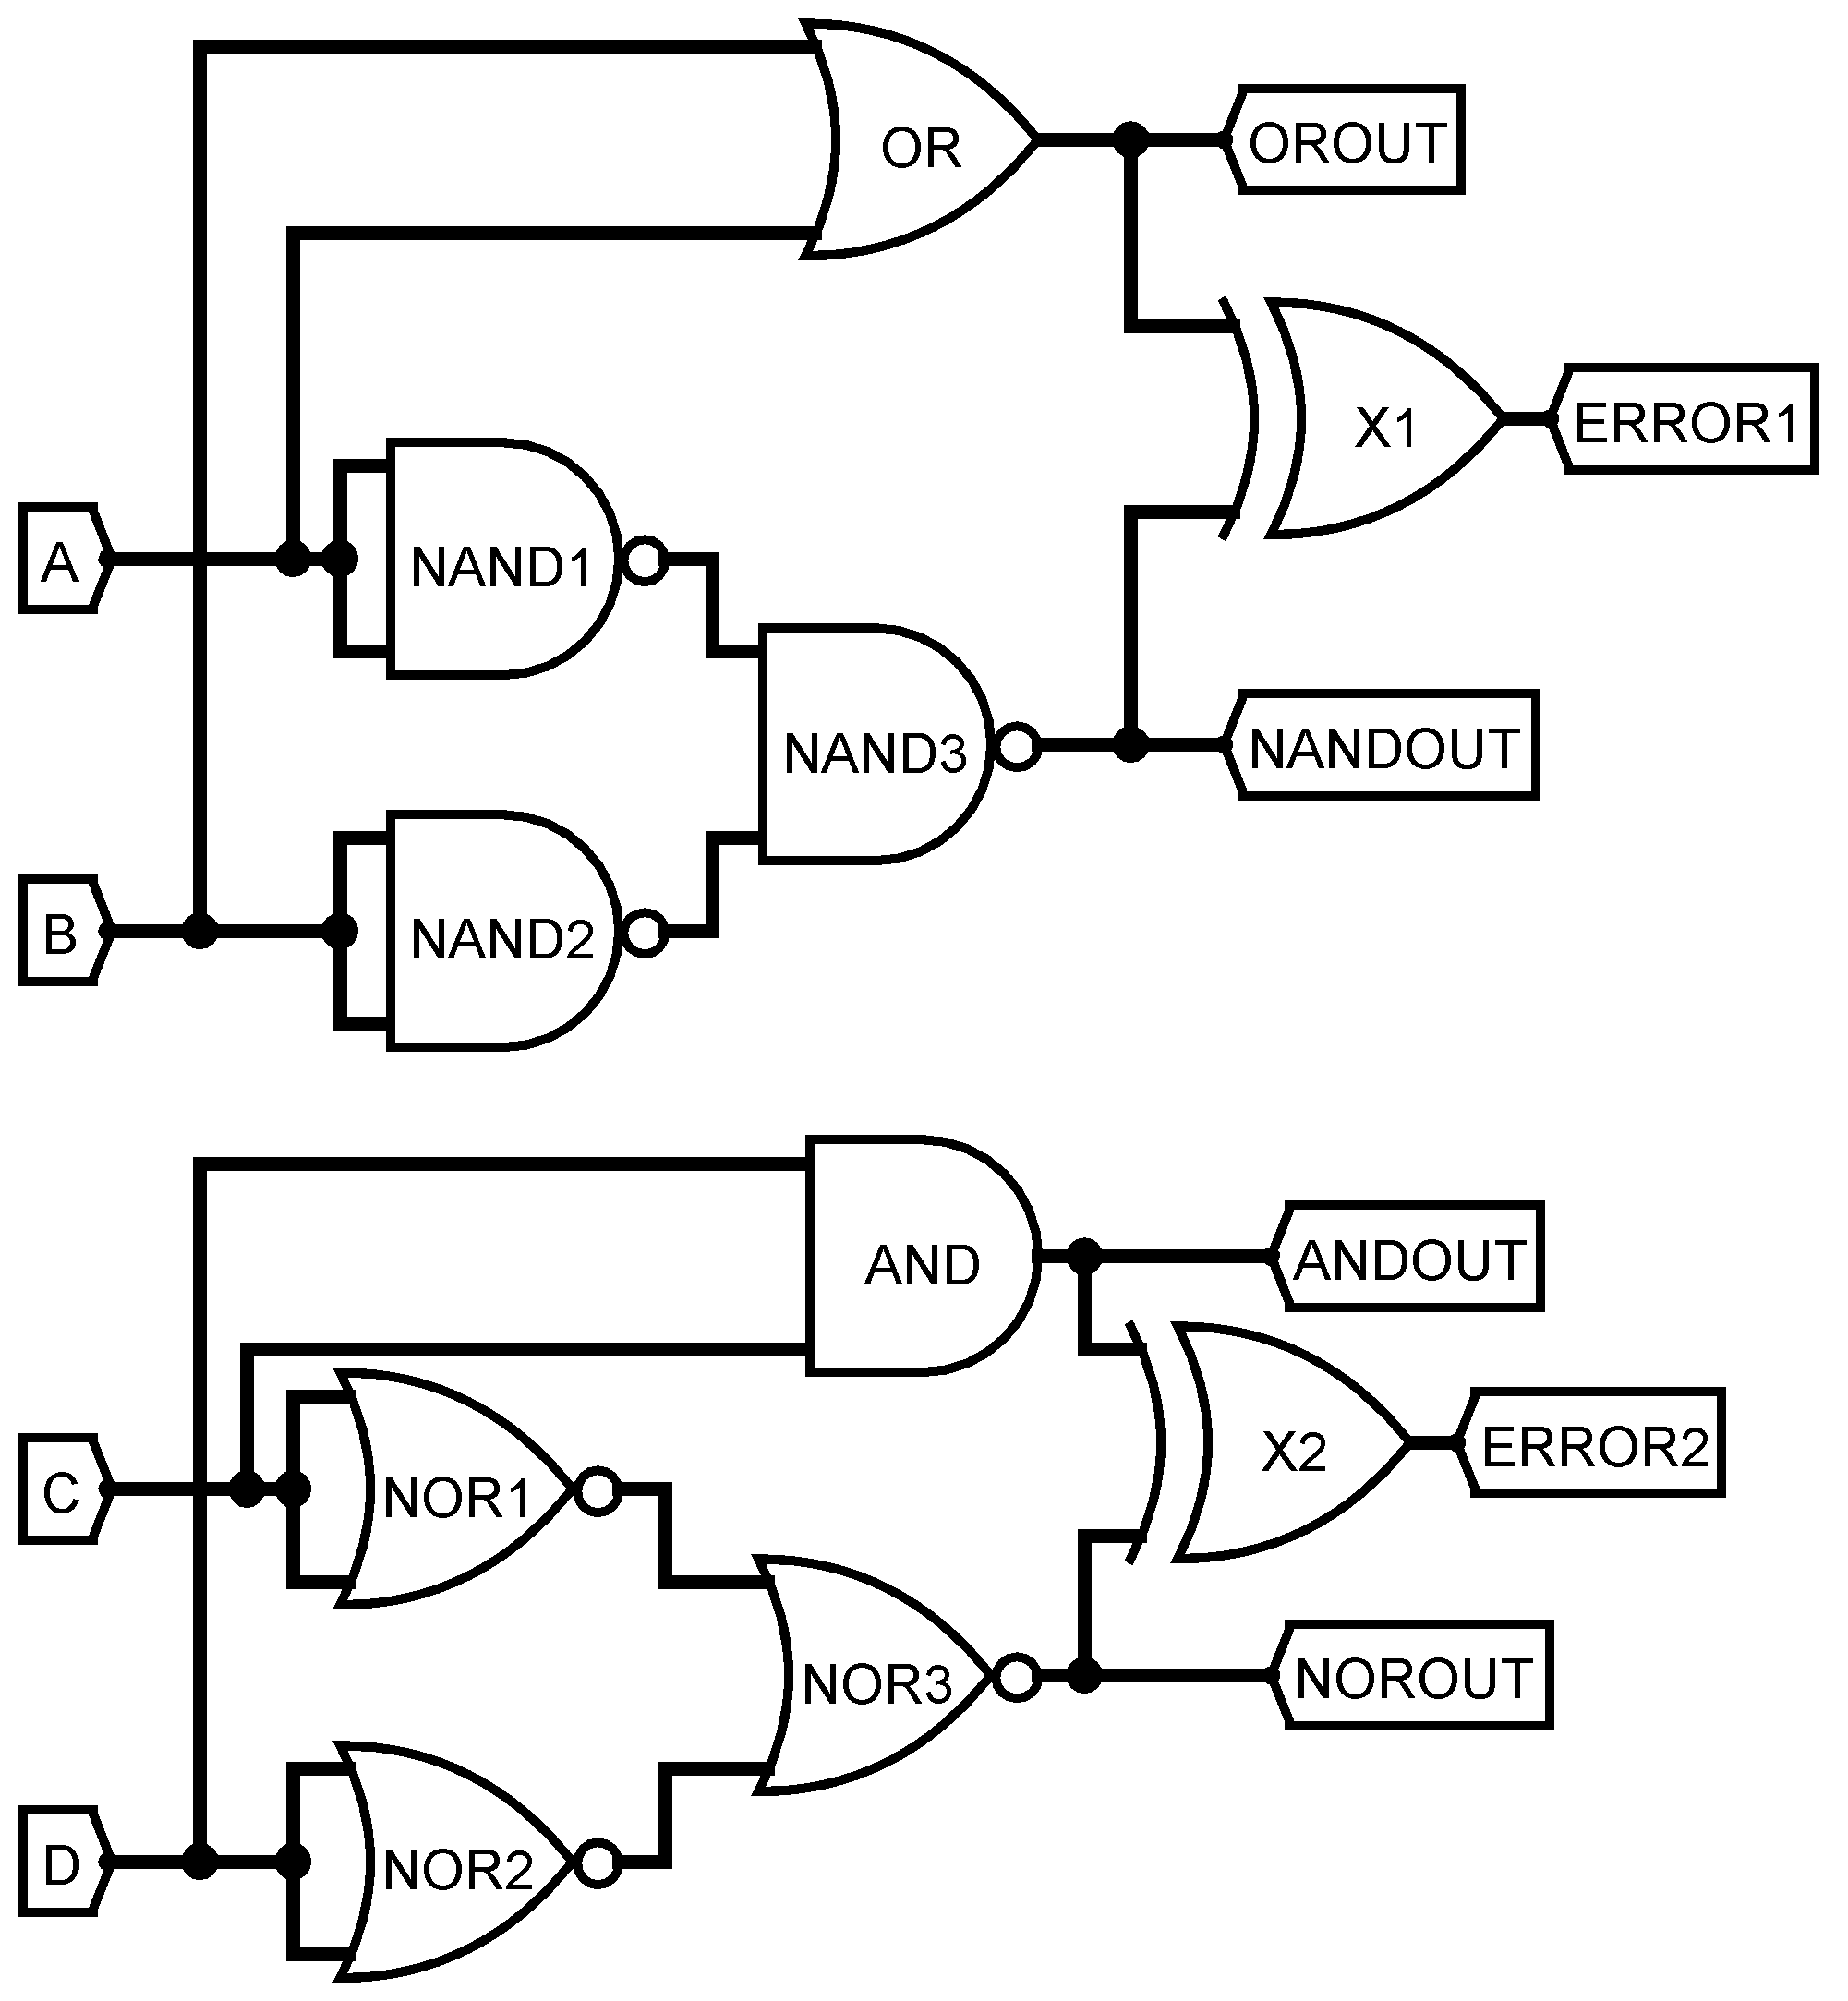 OR
OROUT
X1
ERROR1
A
NAND1
NAND3
NANDOUT
B
NAND2
AND
ANDOUT
X2
ERROR2
C
NOR1
NOR3
NOROUT
D
NOR2